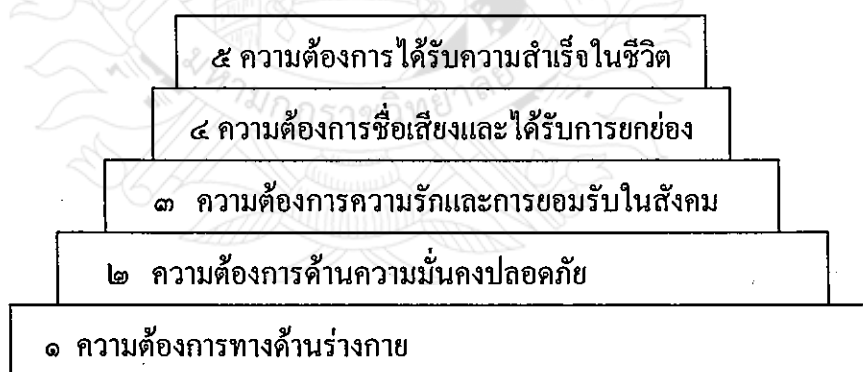 ๕ ความต้องการได้รับความสำเร็จในชีวิต
๔ ความต้องการชื่อเสียงและได้รับการยกย่อง
๓ ความต้องการความรักและการยอมรับในสังคม
๒ ความต้องการด้านความมั่นคงปลอดภัย
๑ ความต้องการทางด้านร่างกาย